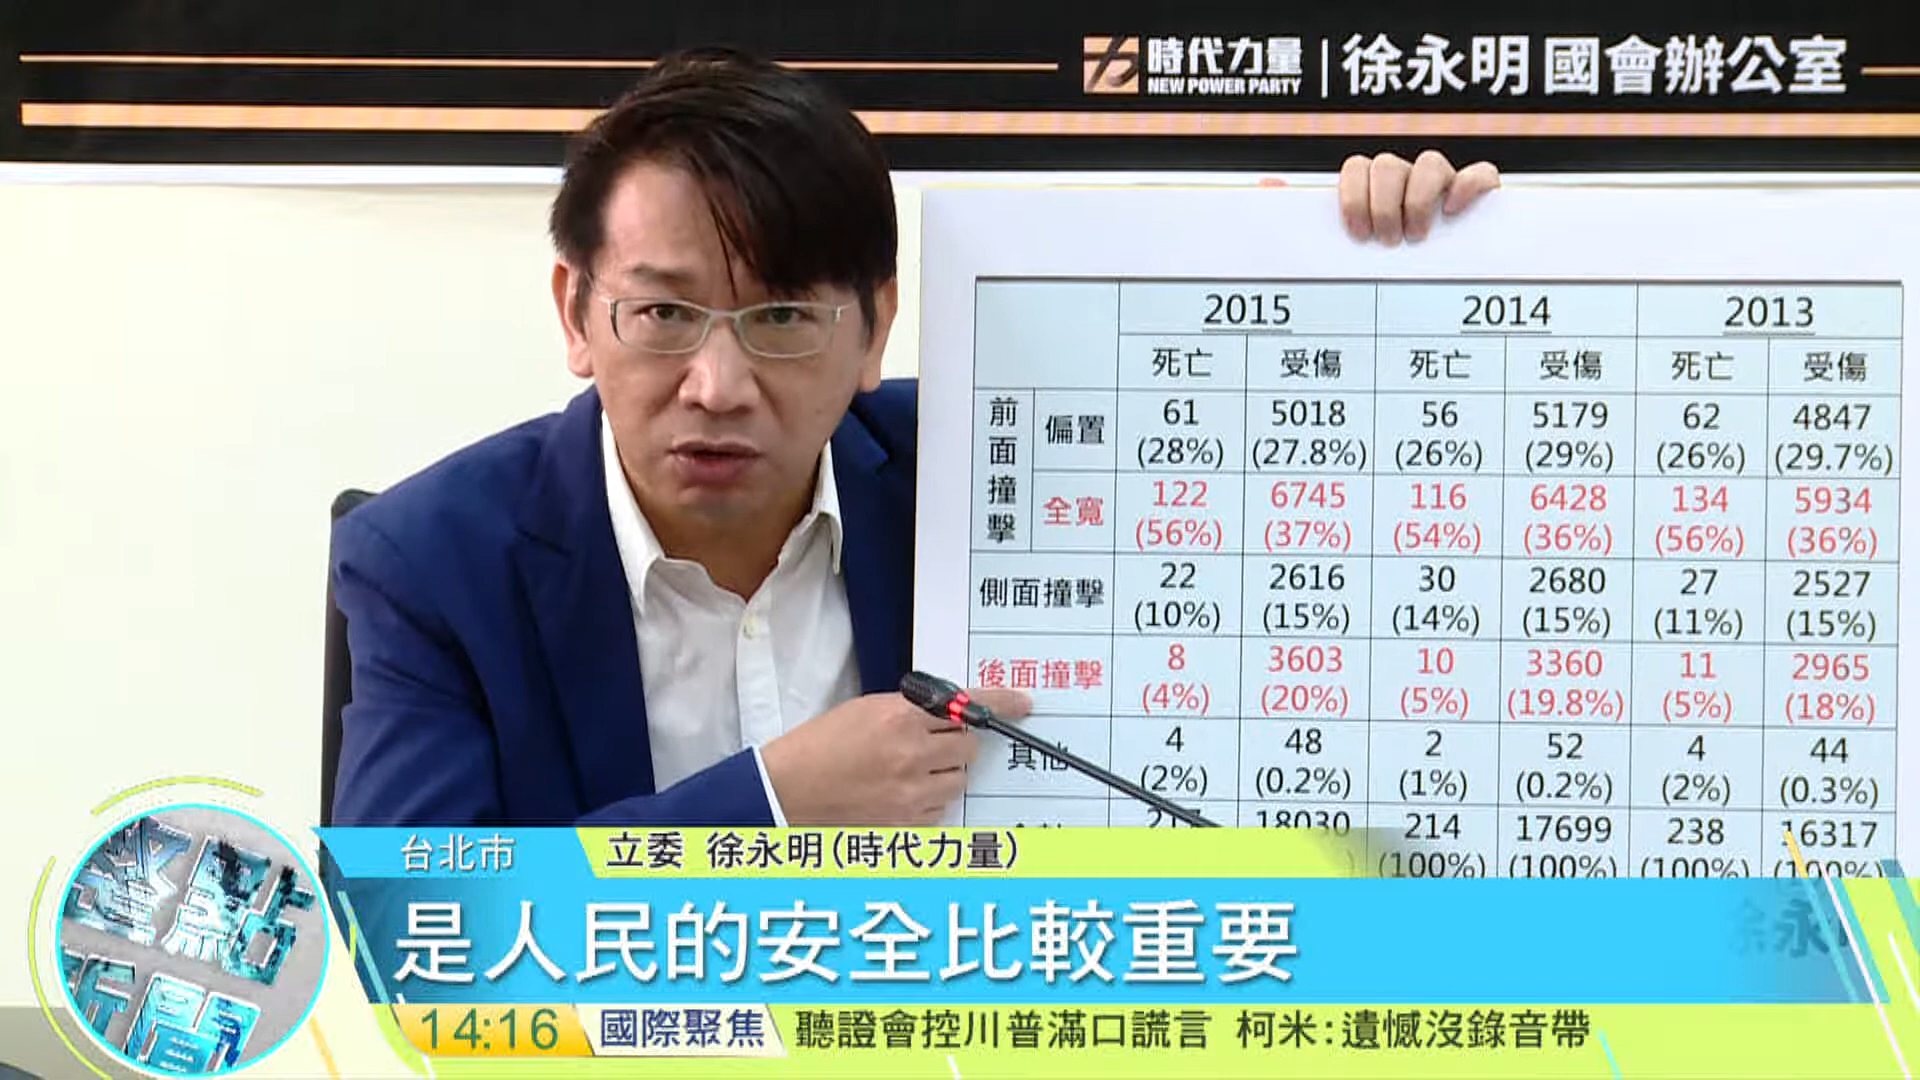 時代力量
NEW POWER PARTY
徐永明 國會辦公室
2015 2014 2013
死亡 受傷 死亡 受傷 死亡 受傷
前面撞擊
偏置 61 5018 56 5179 62 4847
(28%) (27.8%) (26%) (29%) (26%) (29.7%)
全寬 122 6745 116 6428 134 5934
(56%) (37%) (54%) (36%) (56%) (36%)
側面撞擊 22 2616 30 2680 27 2527
(10%) (15%) (14%) (15%) (11%) (15%)
後面撞擊 8 3603 10 3360 11 2965
(4%) (20%) (5%) (19.8%) (5%) (18%)
其他 4 48 2 52 4 44
(2%) (0.2%) (1%) (0.2%) (2%) (0.3%)
18030 214 17699 238 16317
(100%) (100%) (100%) (100%)
台北市 立委 徐永明(時代力量)
是人民的安全比較重要
14:16 國際聚焦 聽證會控川普滿口謊言 柯米:遺憾沒錄音帶